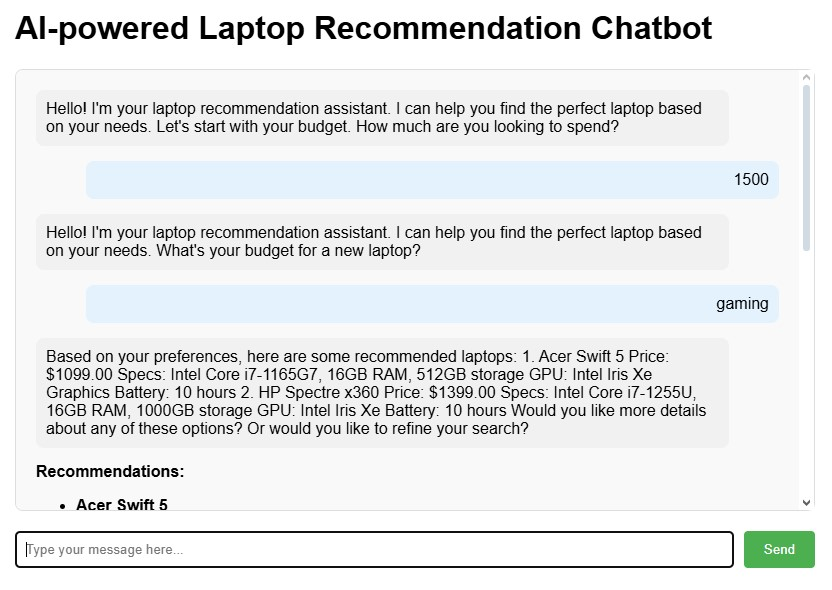 AI-powered Laptop Recommendation Chatbot
Hello! I'm your laptop recommendation assistant. I can help you find the perfect laptop based
on your needs. Let's start with your budget. How much are you looking to spend?
1500
Hello! I'm your laptop recommendation assistant. I can help you find the perfect laptop based
on your needs. What's your budget for a new laptop?
gaming
Based on your preferences, here are some recommended laptops: 1. Acer Swift 5 Price:
$1099.00 Specs: Intel Core i7-1165G7, 16GB RAM, 512GB storage GPU: Intel Iris Xe
Graphics Battery: 10 hours 2. HP Spectre x360 Price: $1399.00 Specs: Intel Core i7-1255U,
16GB RAM, 1000GB storage GPU: Intel Iris Xe Battery: 10 hours Would you like more details
about any of these options? Or would you like to refine your search?
Recommendations:
• Acer Swift 5
Type your message here...
Send